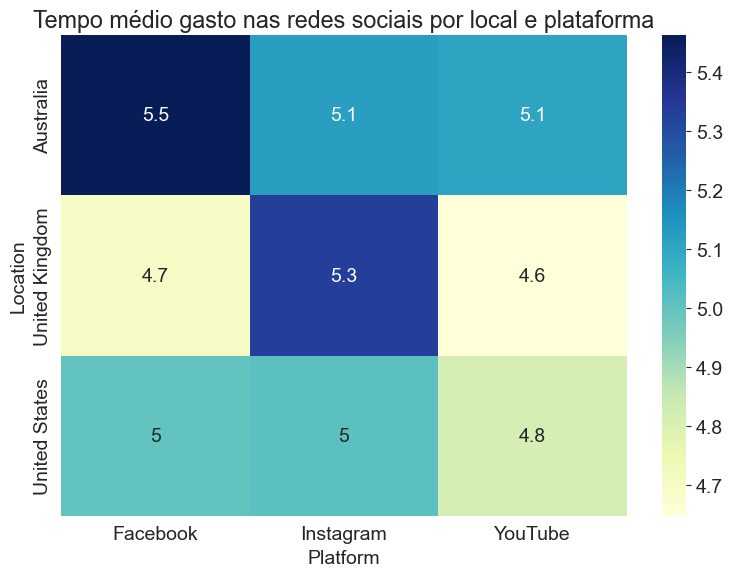 Tempo médio gasto nas redes sociais por local e plataforma
Location
Australia
5.5
5.1
5.1
United Kingdom
4.7
5.3
4.6
United States
5
5
4.8
Facebook
Instagram
YouTube
Platform
5.4
5.3
5.2
5.1
5.0
4.9
4.8
4.7